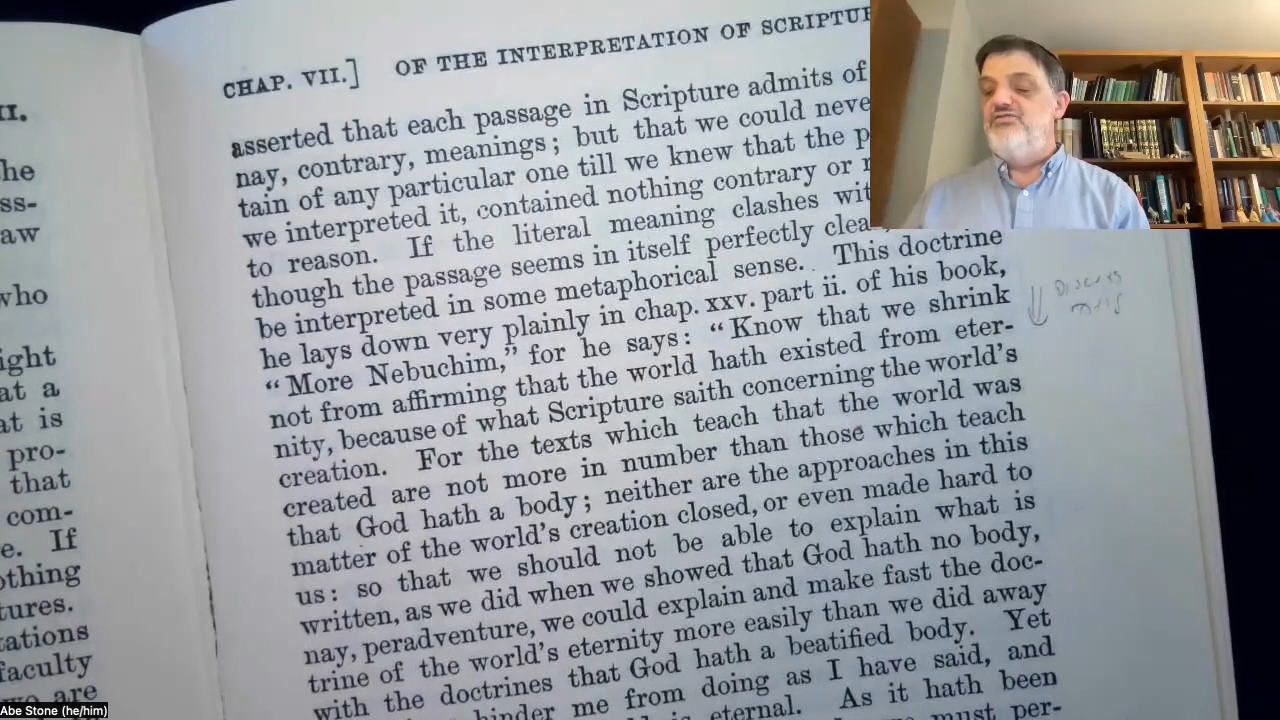 CHAP. VII.] OF THE INTERPRETATION OF SCRIPTUR
asserted that each passage in Scripture admits of
nay, contrary, meanings; but that we could neve
tain of any particular one till we knew that the p
we interpreted it, contained nothing contrary or r
to reason. If the literal meaning clashes wit
though the passage seems in itself perfectly clea
be interpreted in some metaphorical sense. This doctrine
he lays down very plainly in chap. xxv. part ii. of his book,
“More Nebuchim,” for he says: “Know that we shrink
not from affirming that the world hath existed from eter-
nity, because of what Scripture saith concerning the world's
creation. For the texts which teach that the world was
created are not more in number than those which teach
that God hath a body; neither are the approaches in this
matter of the world's creation closed, or even made hard to
us: so that we should not be able to explain what is
written, as we did when we showed that God hath no body,
nay, peradventure, we could explain and make fast the doc-
trine of the world's eternity more easily than we did away
with the doctrines that God hath a beatified body. Yet
hinder me from doing as I have said, and
is eternal. As it hath been
must per-
II.
he
ss-
aw
who
ight
at a
at is
pro-
that
com-
e. If
othing
tures.
tations
faculty
we are
Abe Stone (he/him)